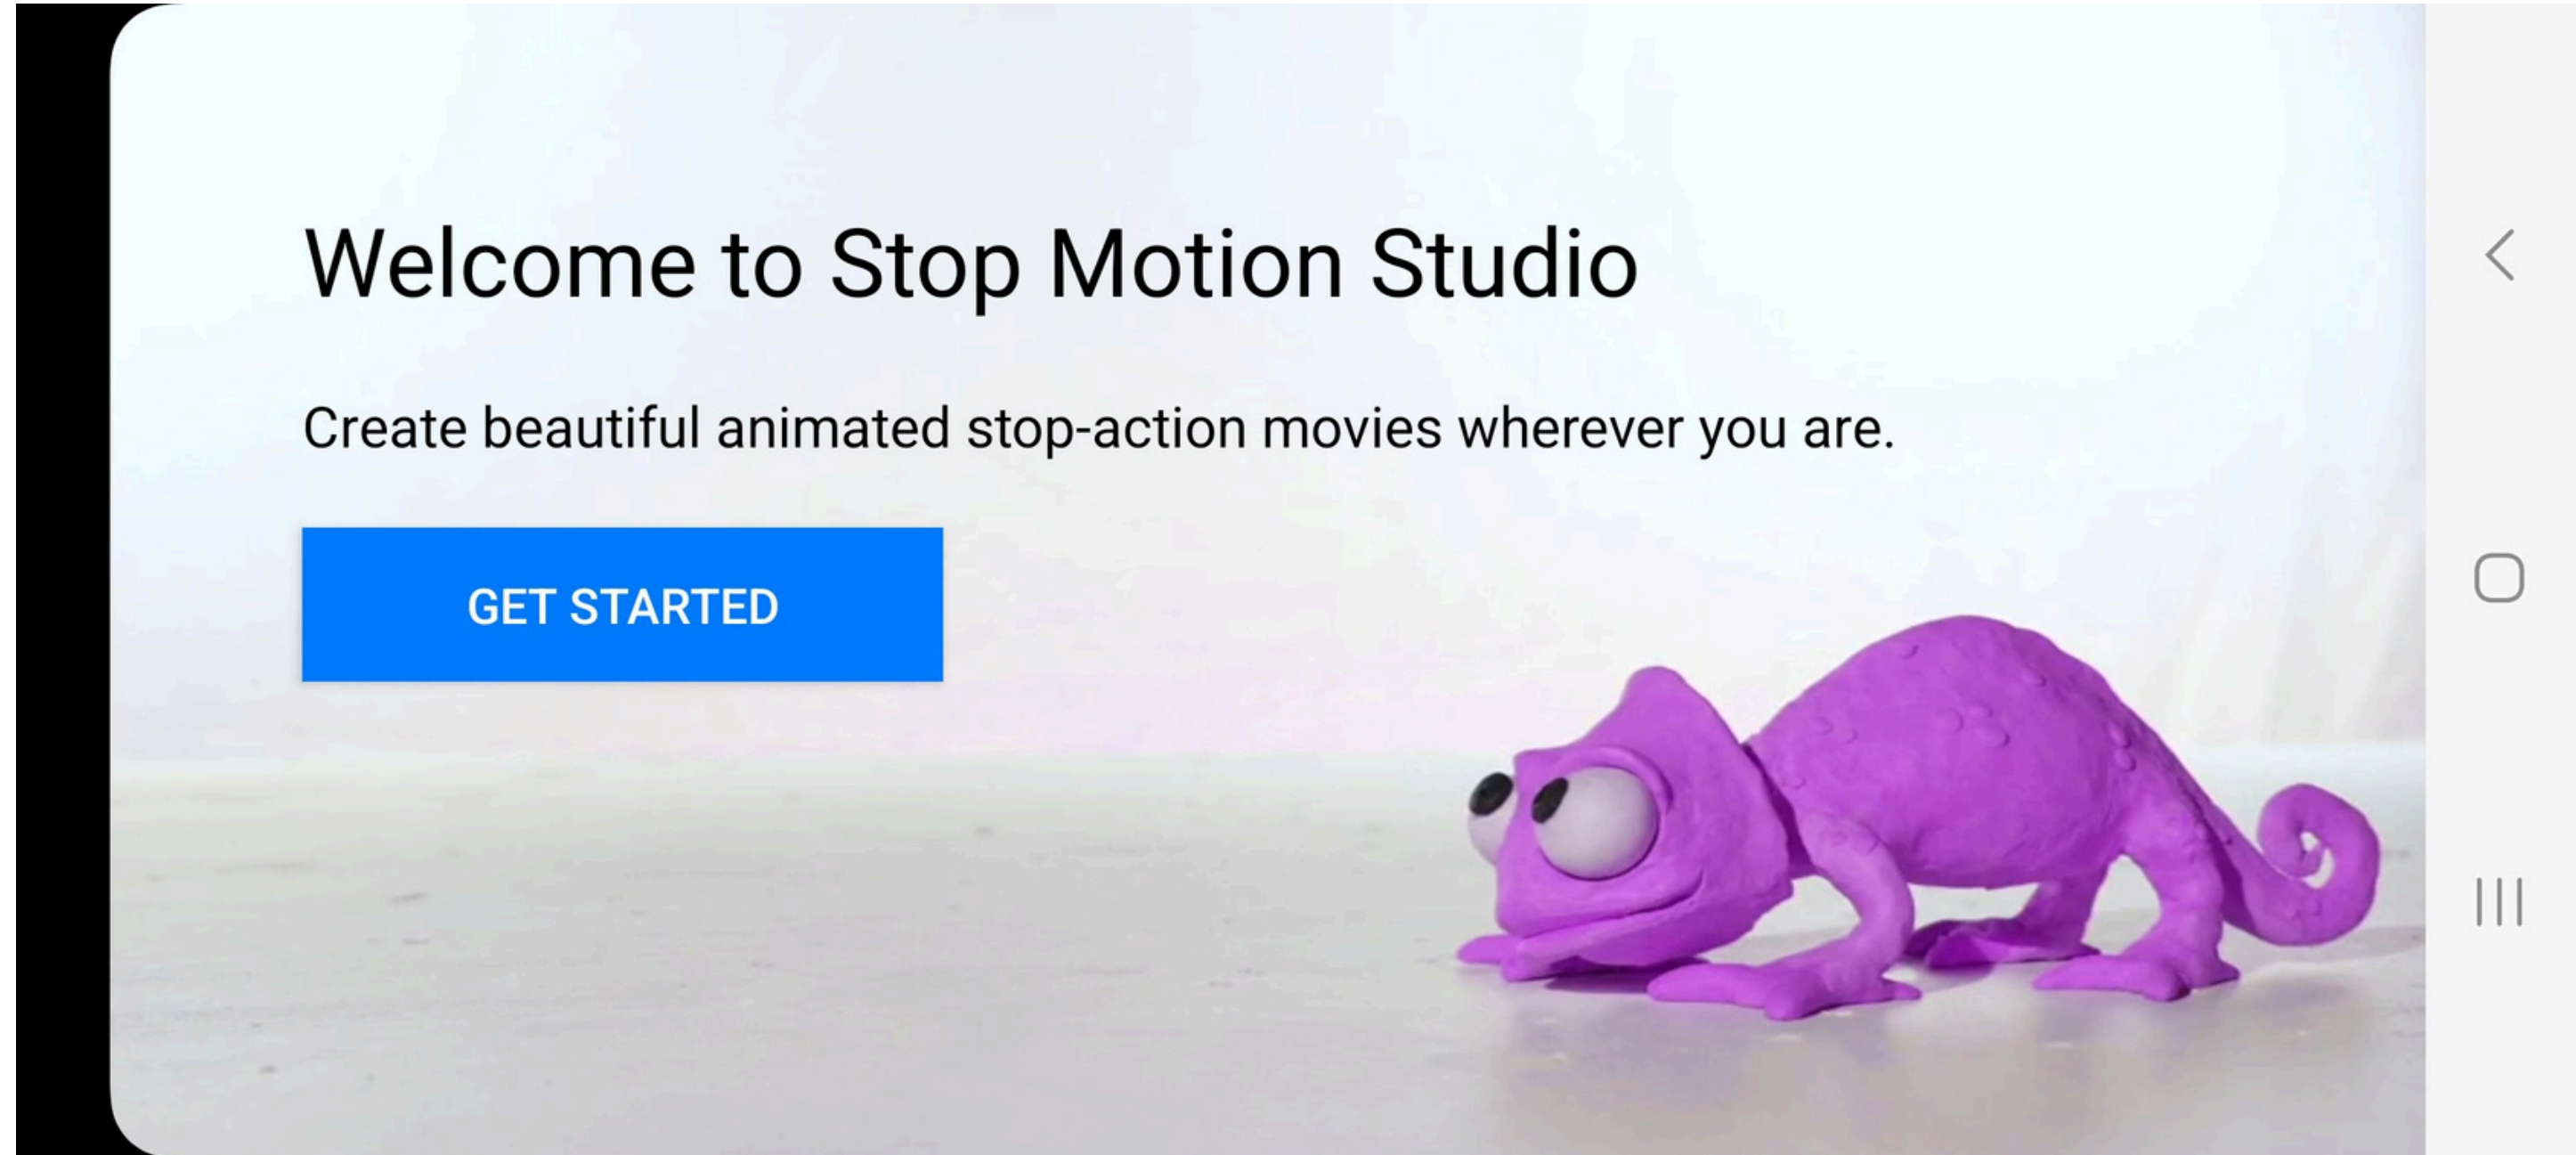 Welcome to Stop Motion Studio
Create beautiful animated stop-action movies wherever you are.
GET STARTED